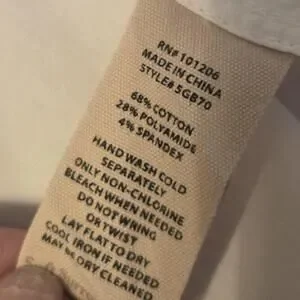 RN# 101206
MADE IN CHINA
STYLE# 5GB70
68% COTTON
28% POLYAMIDE
4% SPANDEX
HAND WASH COLD
SEPARATELY
ONLY NON-CHLORINE
BLEACH WHEN NEEDED
DO NOT WRING
OR TWIST
LAY FLAT TO DRY
COOL IRON IF NEEDED
MAY BE DRY CLEANED